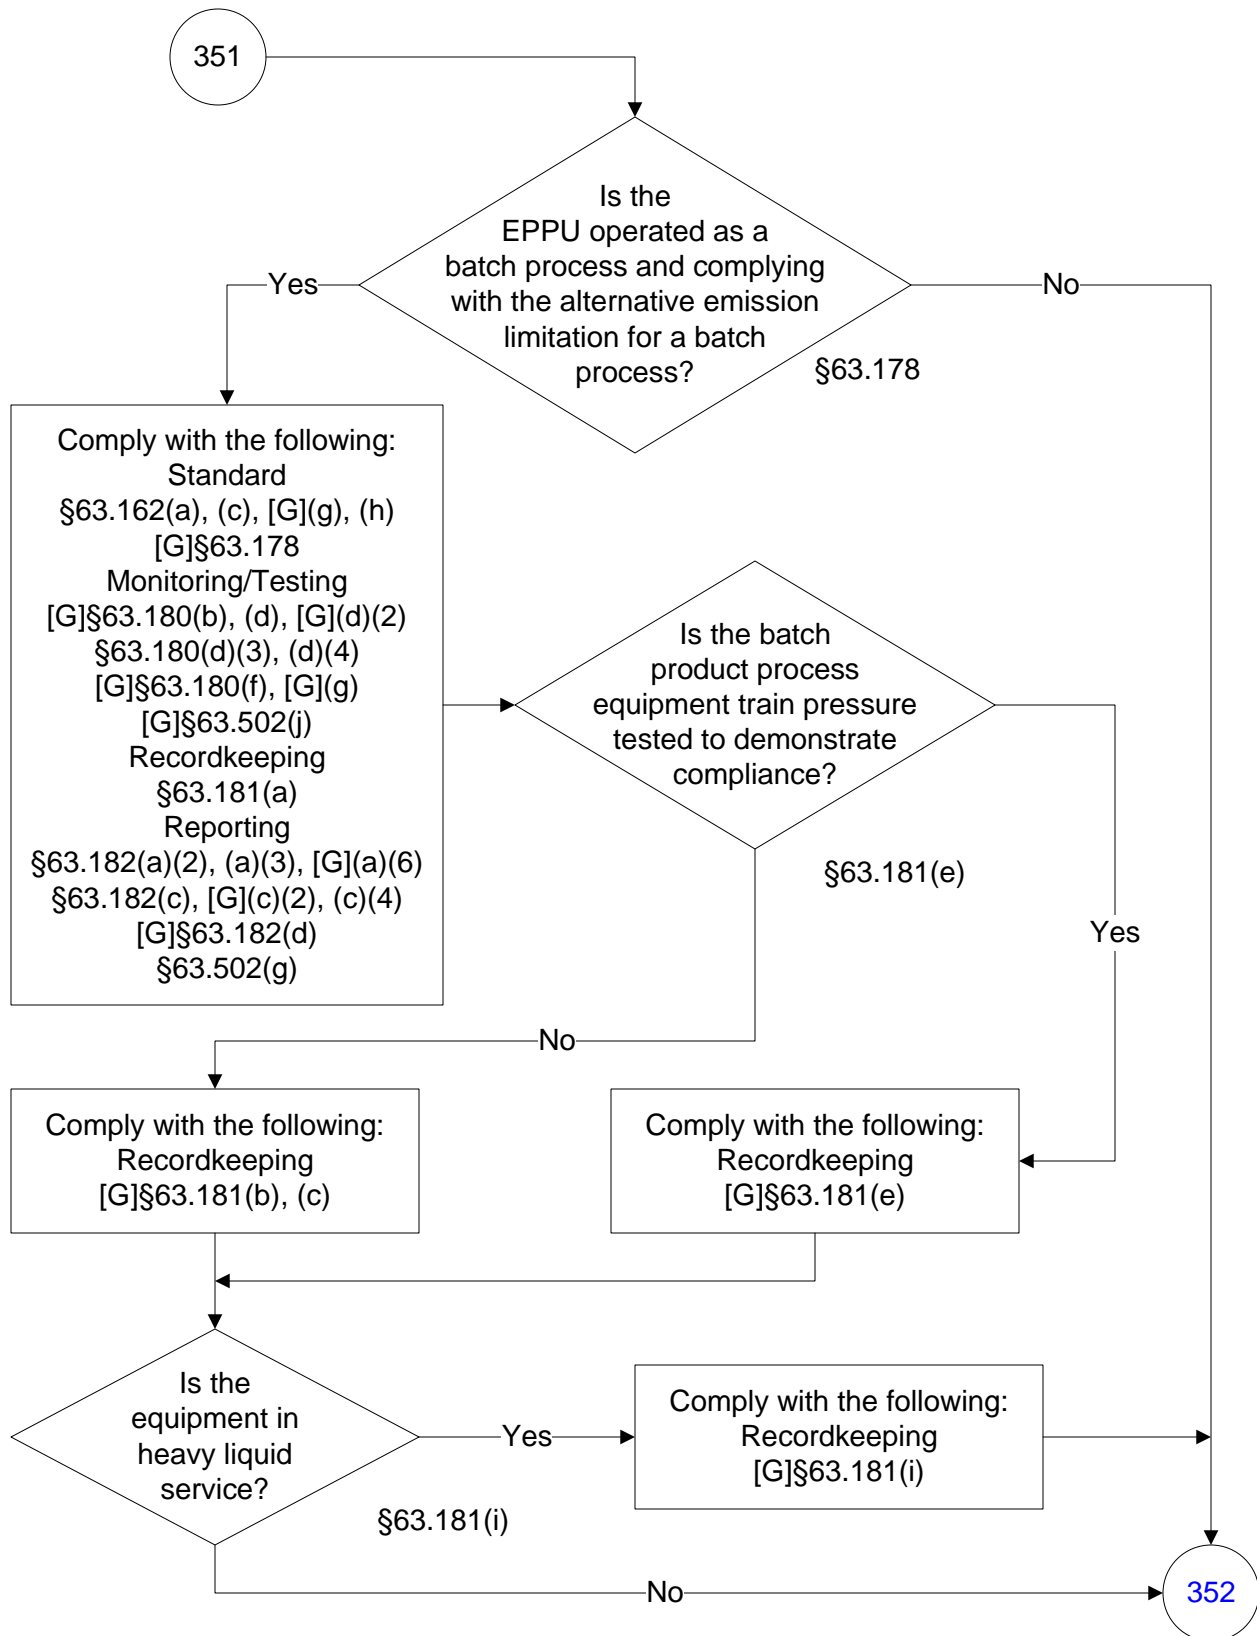 351
Is the
EPPU operated as a
batch process and complying
with the alternative emission
limitation for a batch
process?
§63.178
Yes
No
Comply with the following:
Standard
§63.162(a), (c), [G](g), (h)
[G]§63.178
Monitoring/Testing
[G]§63.180(b), (d), [G](d)(2)
§63.180(d)(3), (d)(4)
[G]§63.180(f), [G](g)
[G]§63.502(j)
Recordkeeping
§63.181(a)
Reporting
§63.182(a)(2), (a)(3), [G](a)(6)
§63.182(c), [G](c)(2), (c)(4)
[G]§63.182(d)
§63.502(g)
Is the batch
product process
equipment train pressure
tested to demonstrate
compliance?
§63.181(e)
Yes
No
Comply with the following:
Recordkeeping
[G]§63.181(b), (c)
Comply with the following:
Recordkeeping
[G]§63.181(e)
Is the
equipment in
heavy liquid
service?
§63.181(i)
Yes
Comply with the following:
Recordkeeping
[G]§63.181(i)
No
352